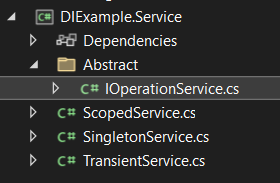 C# DIExample.Service
Dependencies
Abstract
C# IOperationService.cs
C# ScopedService.cs
C# SingletonService.cs
C# TransientService.cs